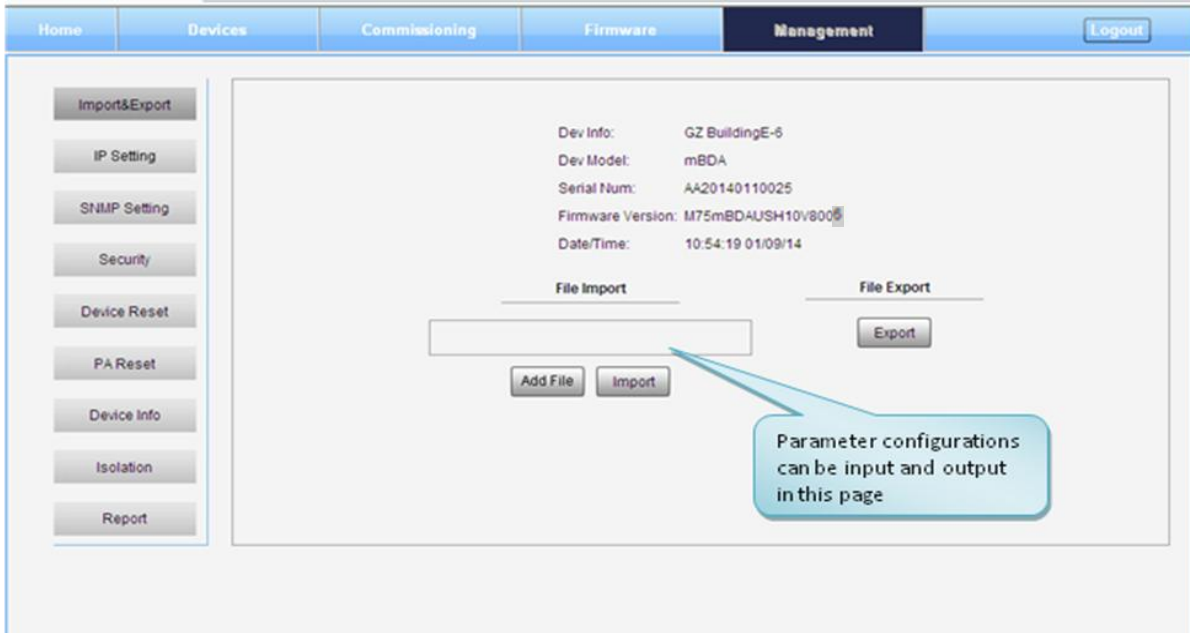 Home Devices Commissioning Firmware Management Logout
Import&Export
IP Setting
SNMP Setting
Security
Device Reset
PA Reset
Device Info
Isolation
Report
Dev Info: GZ BuildingE-6
Dev Model: mBDA
Serial Num: AA20140110025
Firmware Version: M75mBDAUSH10V8006
Date/Time: 10:54:19 01/09/14
File Import File Export
Export
Add File Import
Parameter configurations
can be input and output
in this page